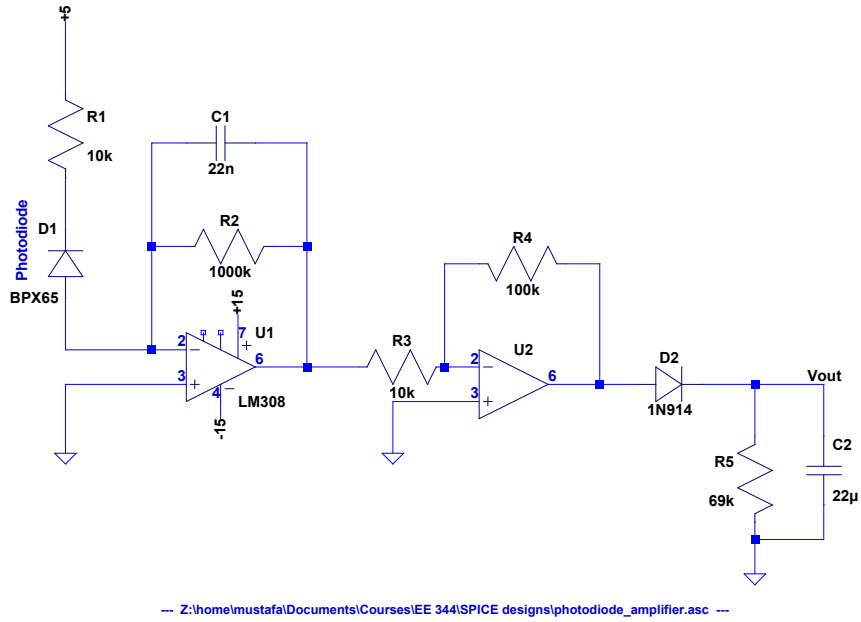 +5
R1
10k
Photodiode
D1
BPX65
C1
22n
R2
1000k
+15
7
+
U1
2
−
6
3
+
4
−
LM308
-15
R3
10k
R4
100k
U2
2
−
6
3
+
D2
1N914
Vout
R5
69k
C2
22µ
--- Z:\home\mustafa\Documents\Courses\EE 344\SPICE designs\photodiode_amplifier.asc ---